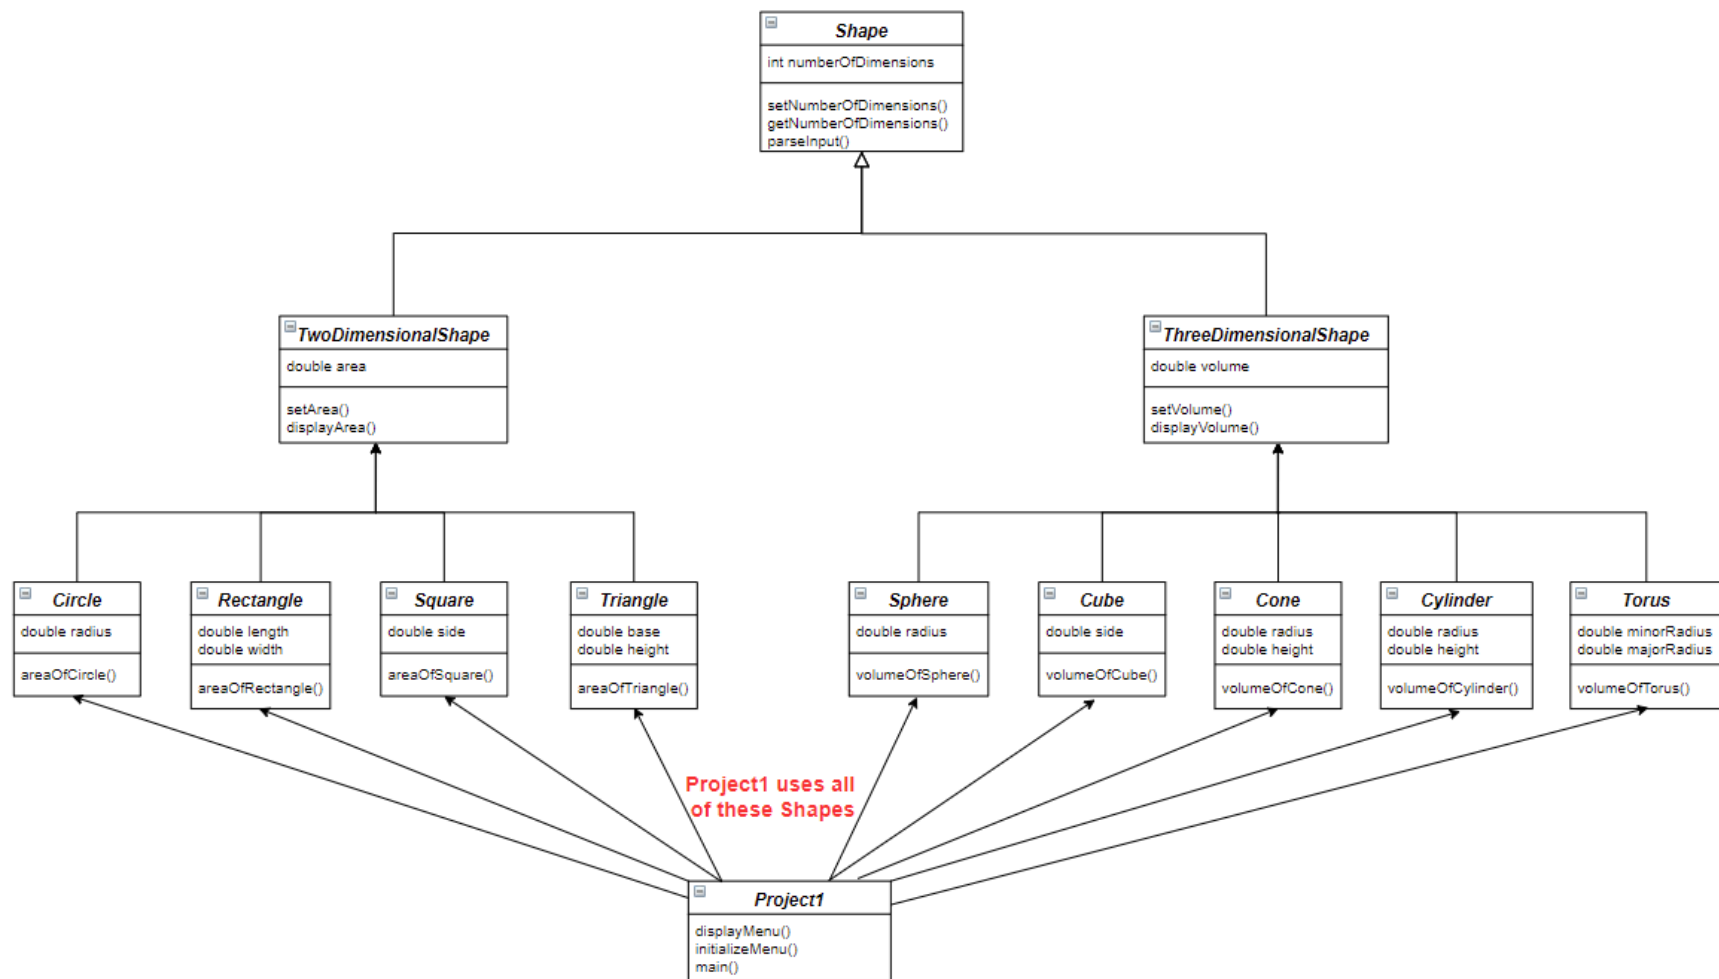 Shape
int numberOfDimensions
setNumberOfDimensions()
getNumberOfDimensions()
parseInput()
TwoDimensionalShape
double area
setArea()
displayArea()
ThreeDimensionalShape
double volume
setVolume()
displayVolume()
Circle
double radius
areaOfCircle()
Rectangle
double length
double width
areaOfRectangle()
Square
double side
areaOfSquare()
Triangle
double base
double height
areaOfTriangle()
Sphere
double radius
volumeOfSphere()
Cube
double side
volumeOfCube()
Cone
double radius
double height
volumeOfCone()
Cylinder
double radius
double height
volumeOfCylinder()
Torus
double minorRadius
double majorRadius
volumeOfTorus()
Project1 uses all
of these Shapes
Project1
displayMenu()
initializeMenu()
main()